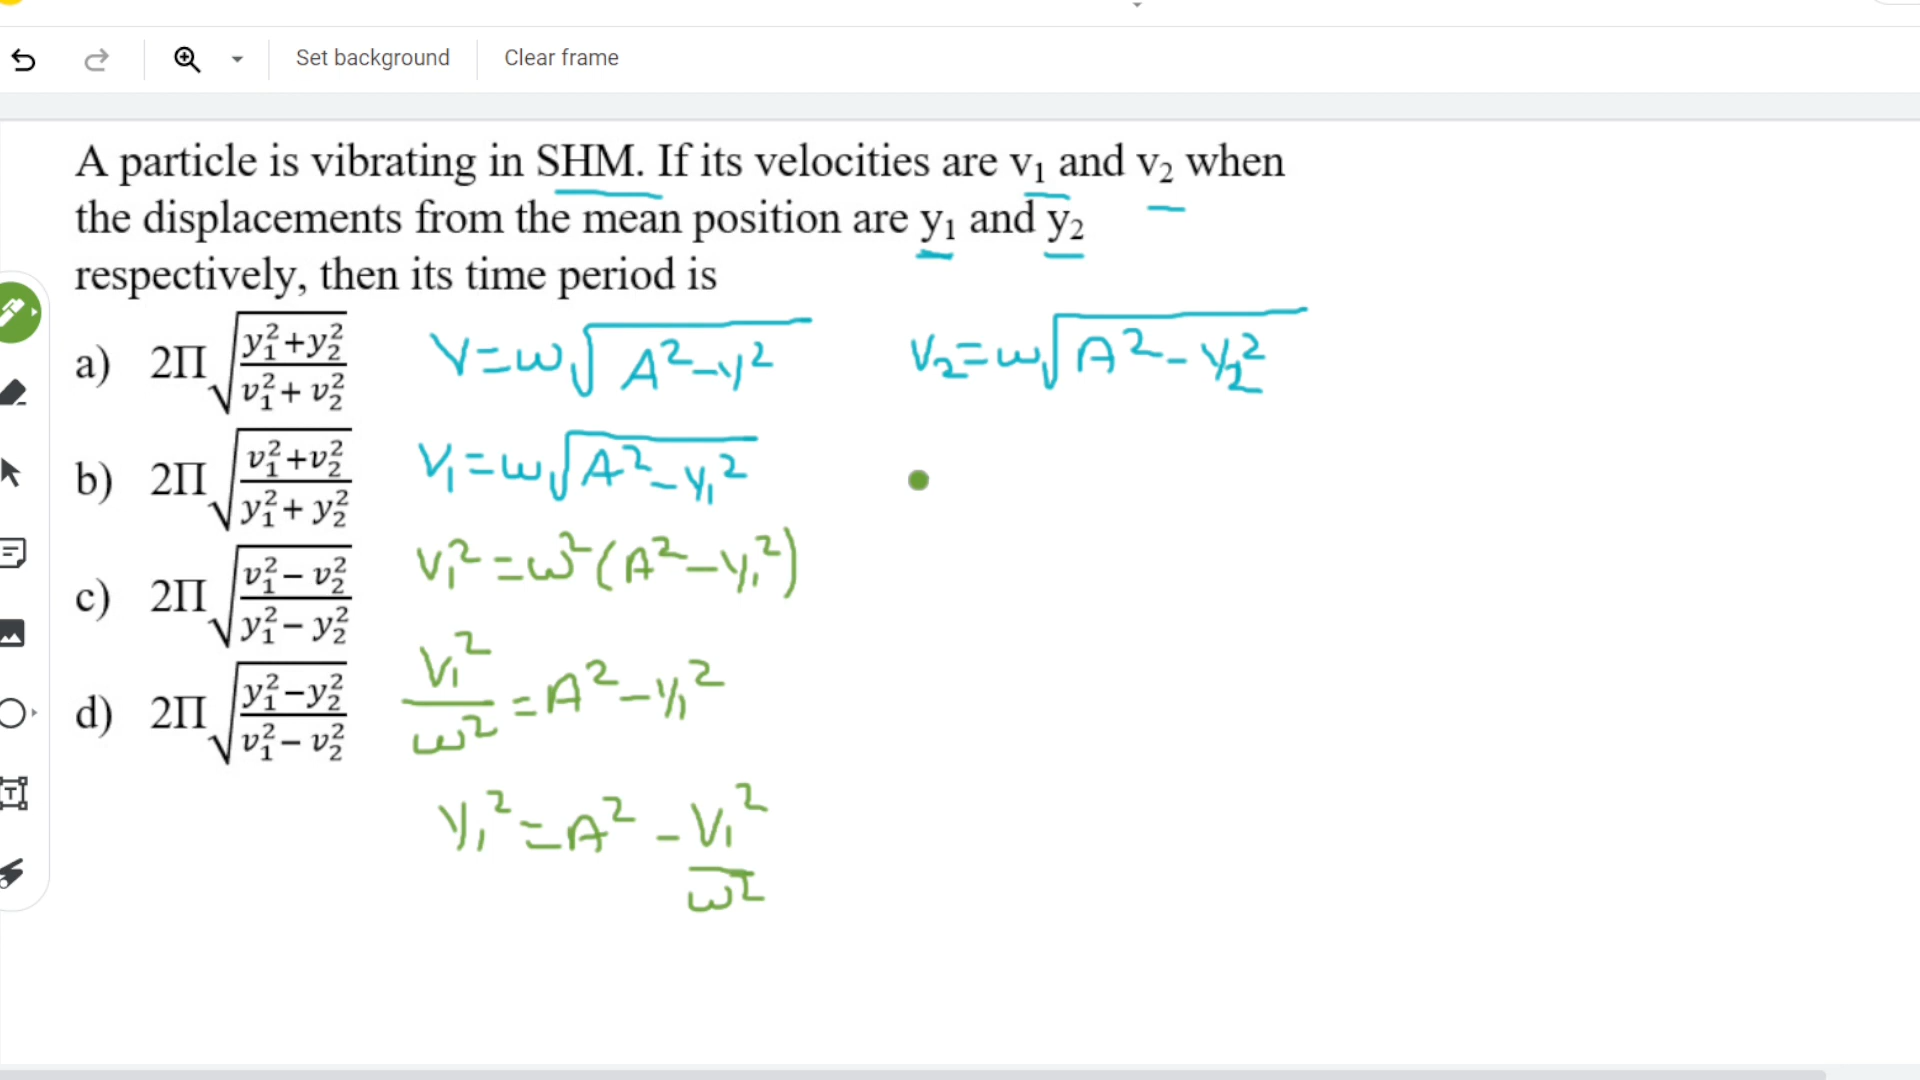 Set background Clear frame
A particle is vibrating in SHM. If its velocities are v₁ and v₂ when
the displacements from the mean position are y₁ and y₂
respectively, then its time period is
a) 2Π√((y₁²+y₂²)/(v₁²+ v₂²))
b) 2Π√((v₁²+v₂²)/(y₁²+ y₂²))
c) 2Π√((v₁²− v₂²)/(y₁²− y₂²))
d) 2Π√((y₁²−y₂²)/(v₁²− v₂²))
V=ω√(A²−y²)
V₁=ω√(A²−y₁²)
V₁²=ω²(A²−y₁²)
V₁²/ω²=A²−y₁²
y₁²=A²−V₁²/ω²
V₂=ω√(A²−y₂²)